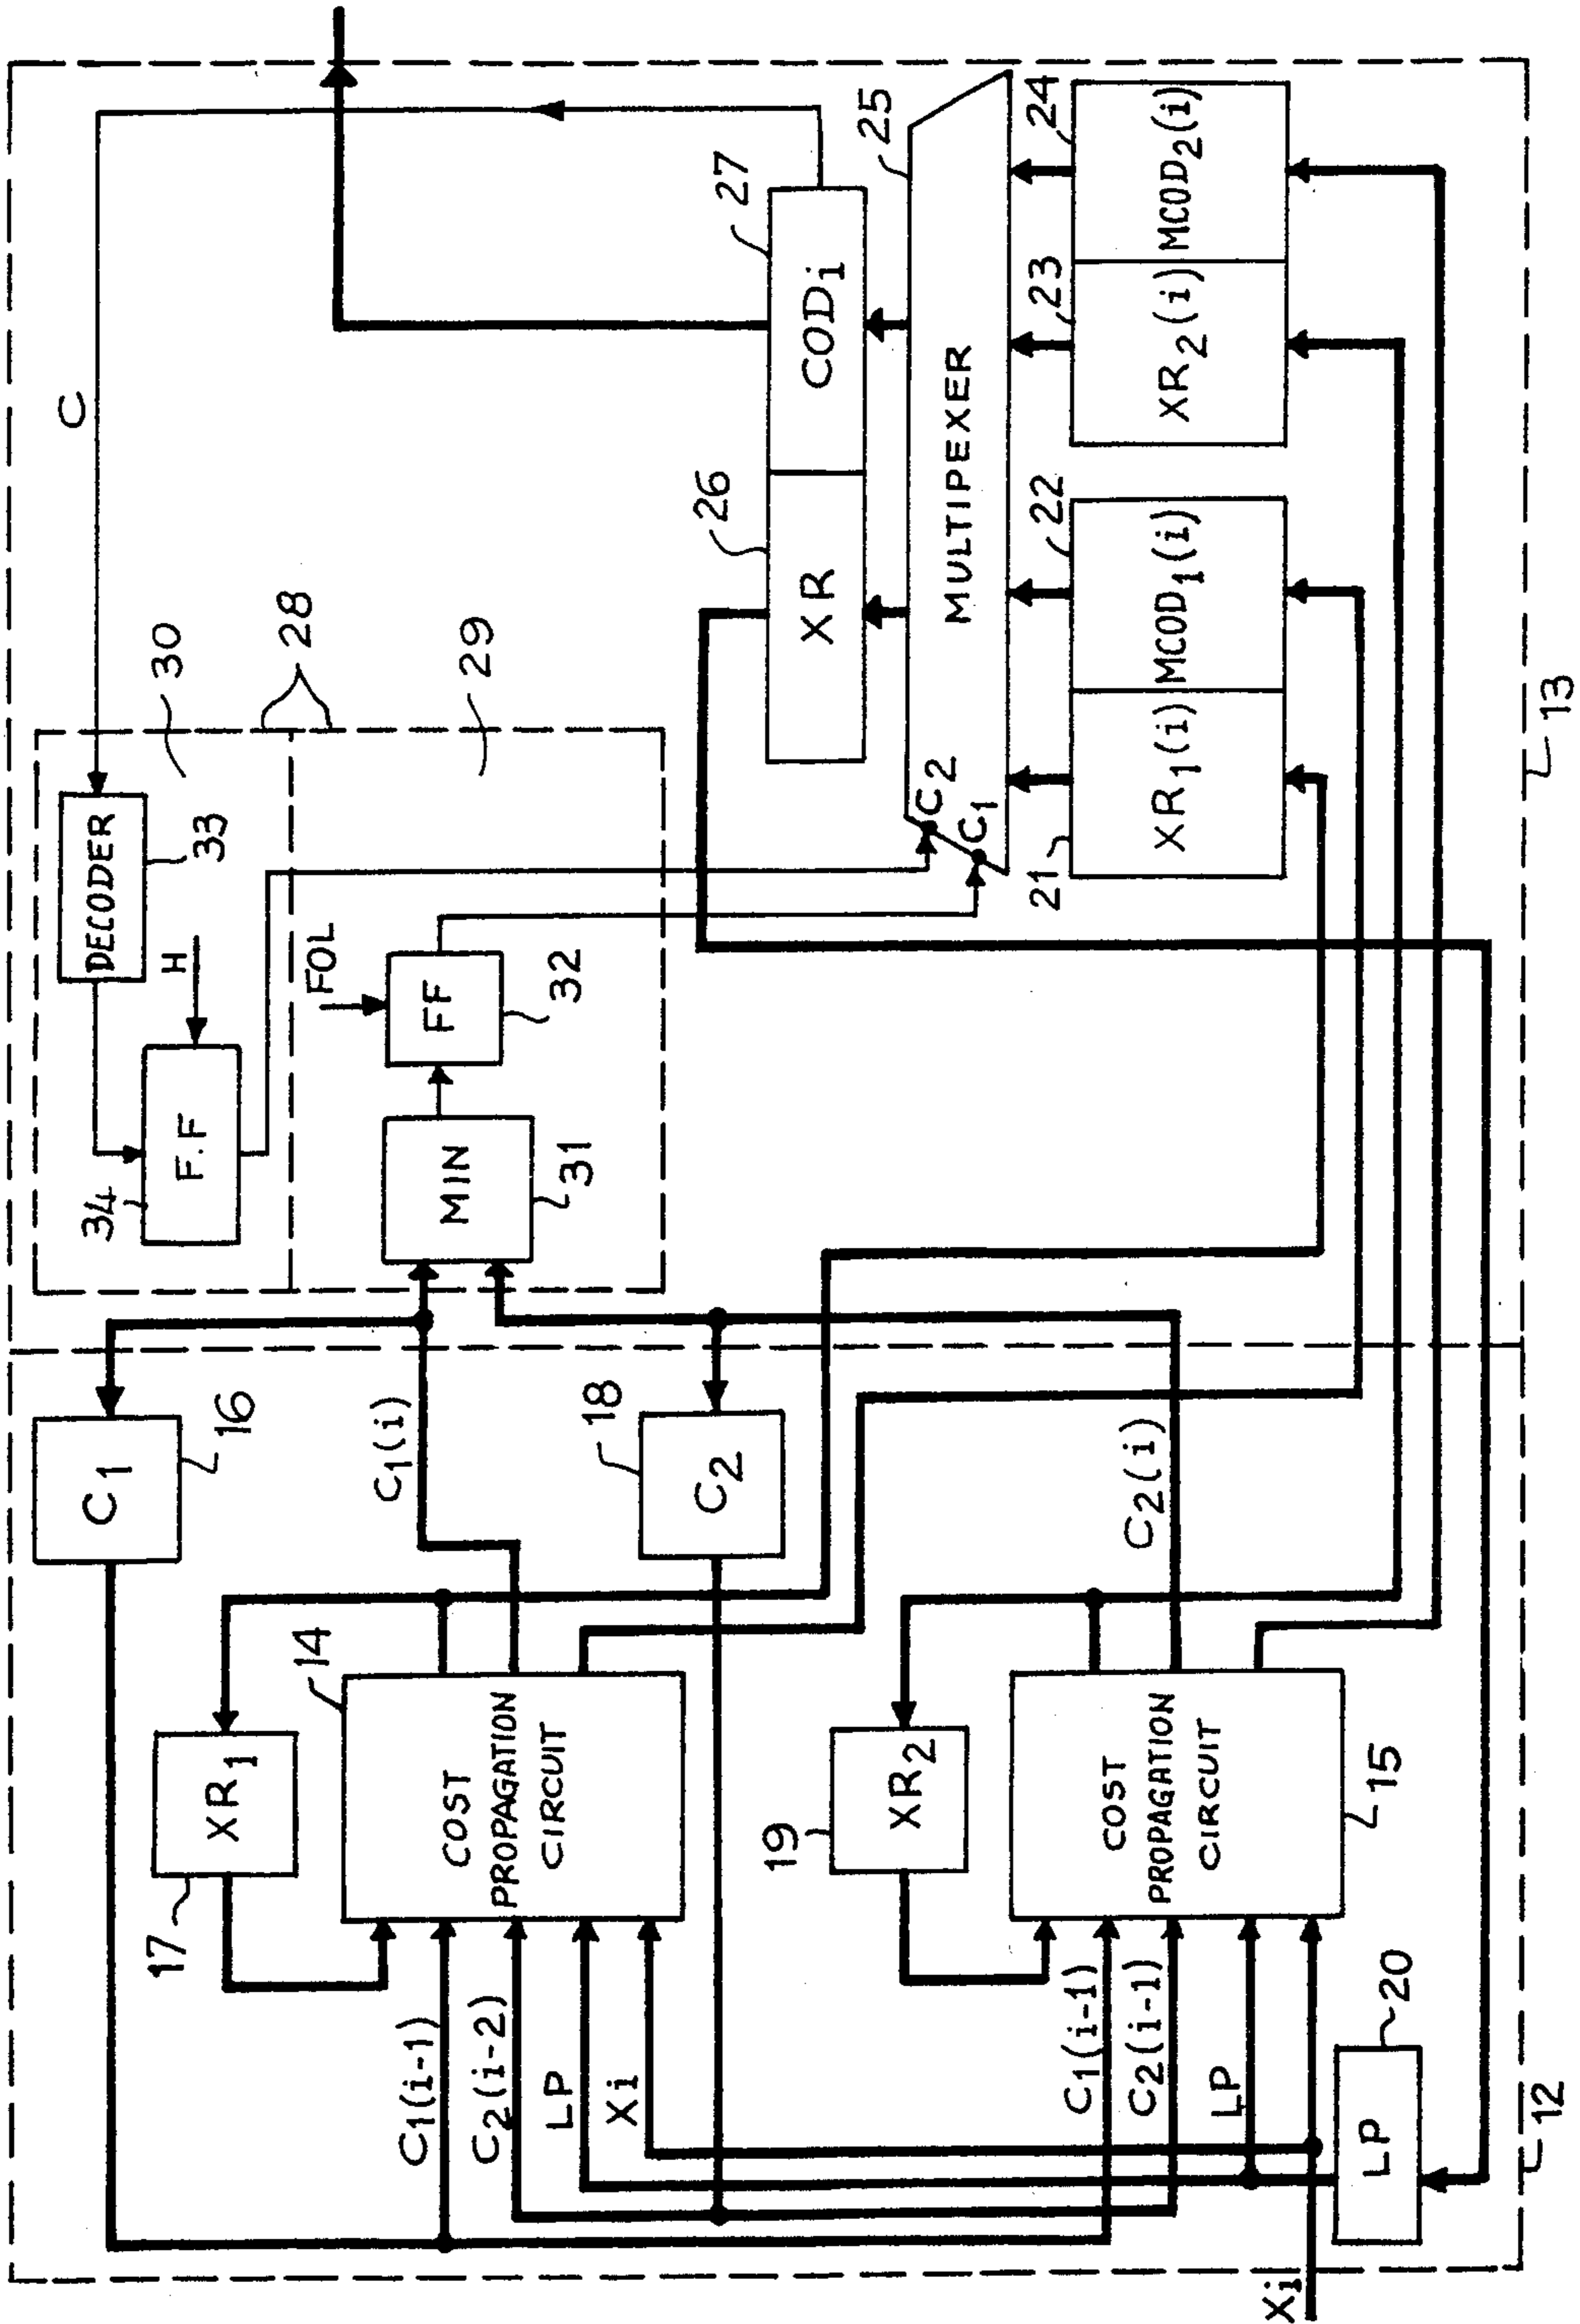 C
30
28
29
DECODER
33
H
F.F
34
FOL
FF
32
MIN
31
27
CODi
26
XR
25
MULTIPEXER
C2
C1
24
MCOD2(i)
23
XR2(i)
22
MCOD1(i)
XR1(i)
21
13
C1
16
C1(i)
18
C2
C2(i)
14
XR1
17
COST
PROPAGATION
CIRCUIT
C1(i-1)
C2(i-2)
LP
Xi
XR2
19
COST
PROPAGATION
CIRCUIT
15
C1(i-1)
C2(i-1)
LP
LP
20
Xi
12